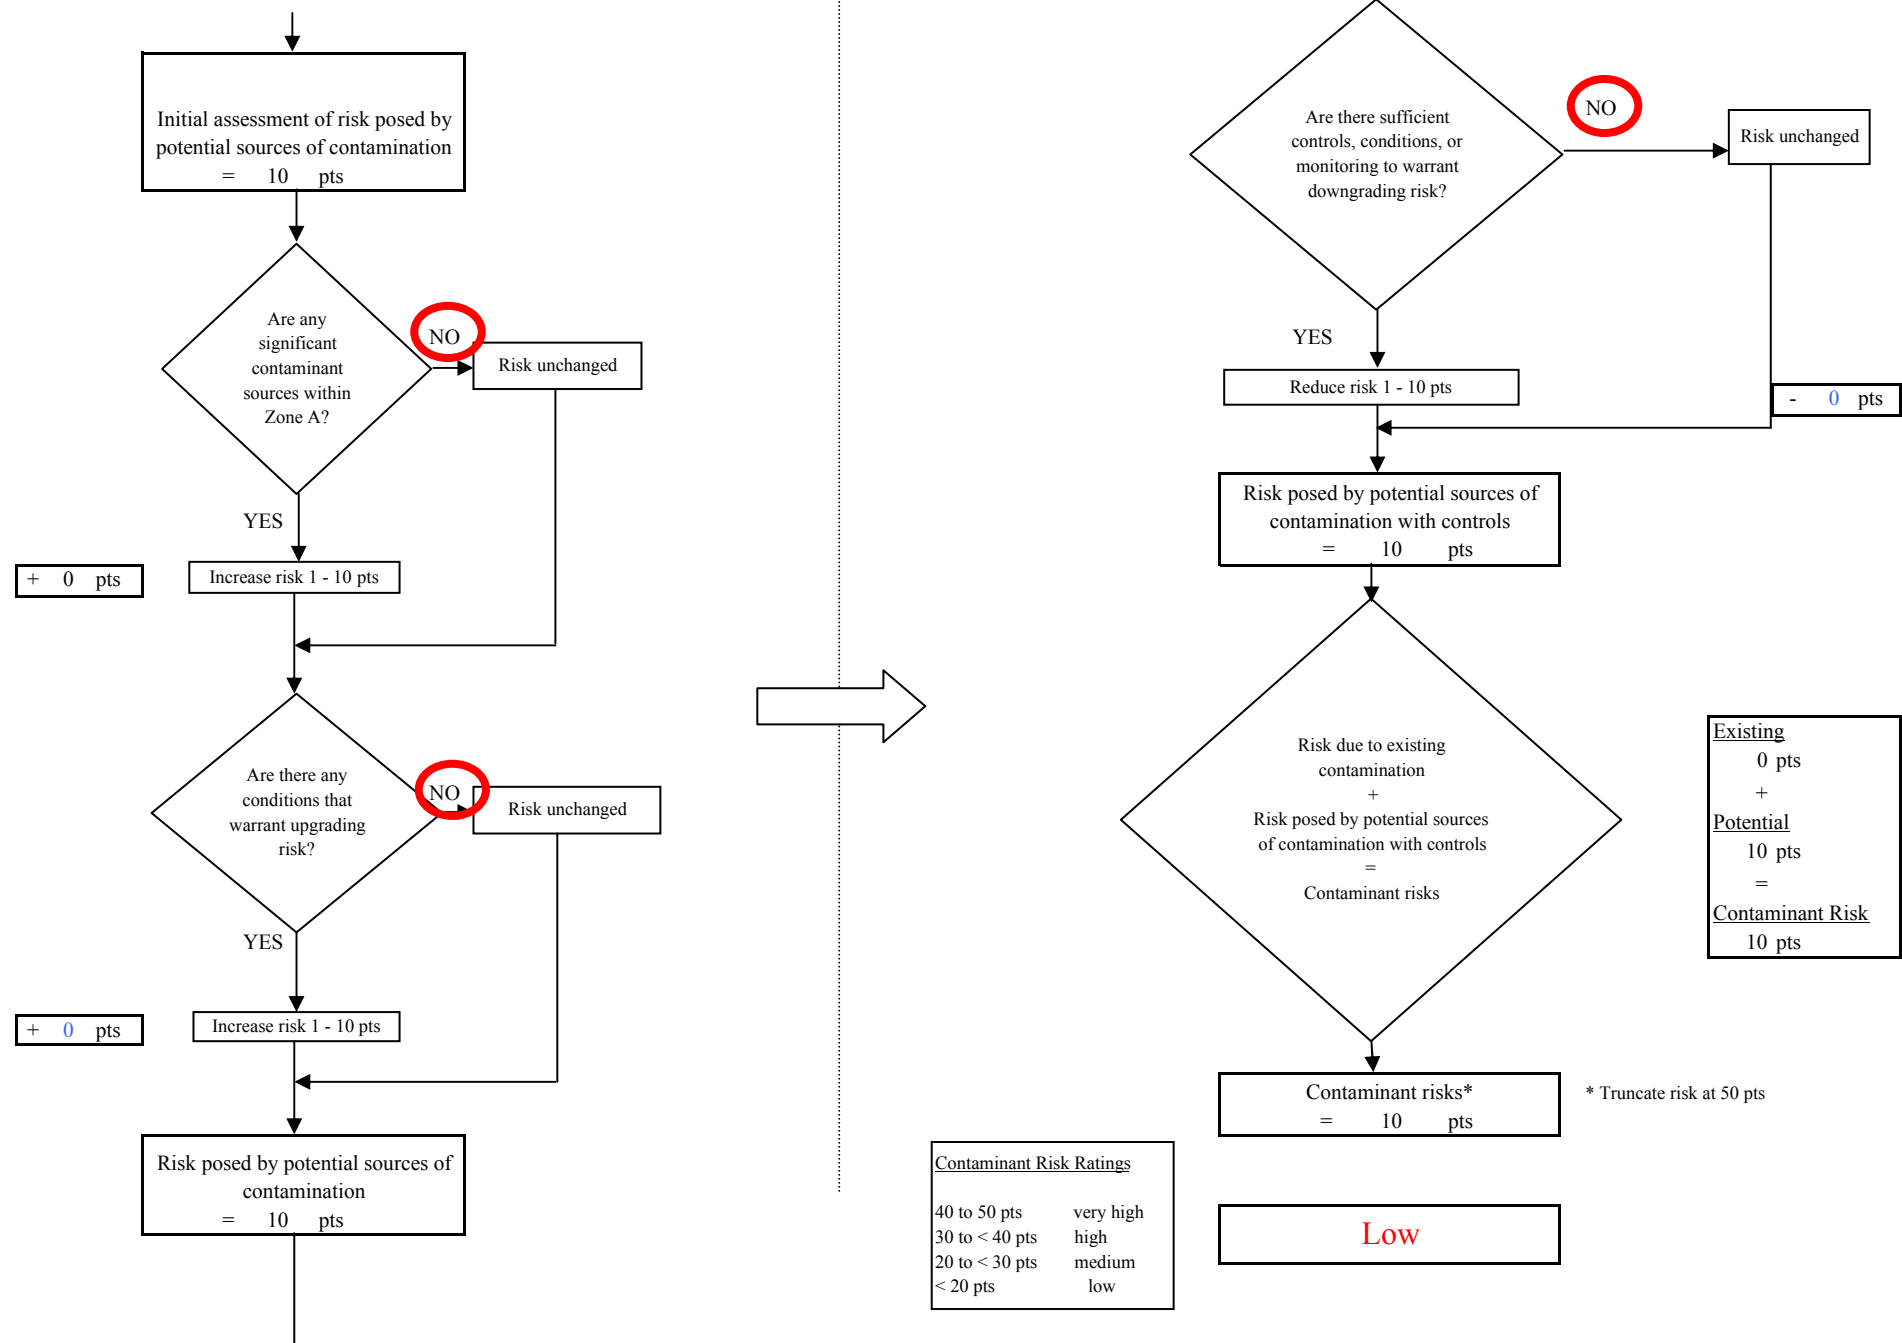 Initial assessment of risk posed by
potential sources of contamination
= 10 pts
Are any
significant
contaminant
sources within
Zone A?
NO
Risk unchanged
YES
+ 0 pts
Increase risk 1 - 10 pts
Are there any
conditions that
warrant upgrading
risk?
NO
Risk unchanged
YES
+ 0 pts
Increase risk 1 - 10 pts
Risk posed by potential sources of
contamination
= 10 pts
Are there sufficient
controls, conditions, or
monitoring to warrant
downgrading risk?
NO
Risk unchanged
YES
Reduce risk 1 - 10 pts
- 0 pts
Risk posed by potential sources of
contamination with controls
= 10 pts
Risk due to existing
contamination
+
Risk posed by potential sources
of contamination with controls
=
Contaminant risks
Existing
0 pts
+
Potential
10 pts
=
Contaminant Risk
10 pts
Contaminant risks*
= 10 pts
* Truncate risk at 50 pts
Contaminant Risk Ratings
40 to 50 pts very high
30 to < 40 pts high
20 to < 30 pts medium
< 20 pts low
Low